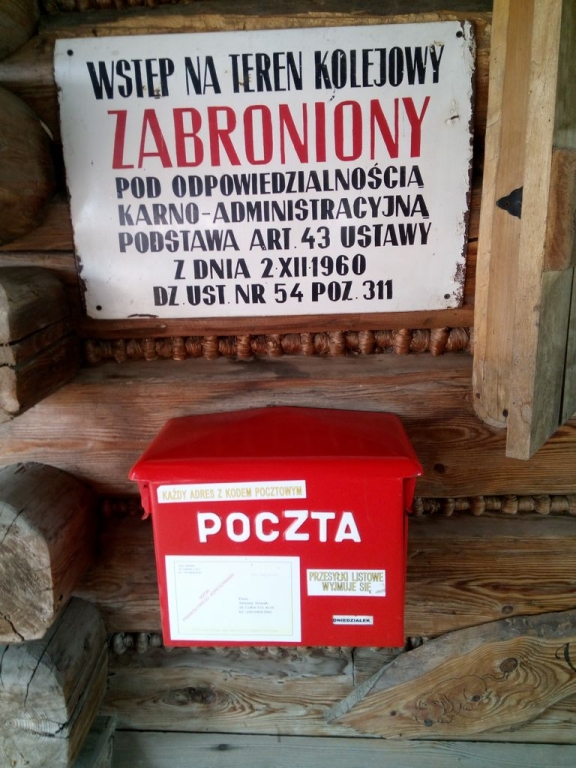 WSTĘP NA TEREN KOLEJOWY
ZABRONIONY
POD ODPOWIEDZIALNOŚCIĄ
KARNO-ADMINISTRACYJNĄ
PODSTAWA ART. 43 USTAWY
Z DNIA 2·XII·1960
DZ. UST. NR 54 POZ. 311
KAŻDY ADRES Z KODEM POCZTOWYM
POCZTA
PRZESYŁKI LISTOWE
WYJMUJE SIĘ
PONIEDZIAŁEK